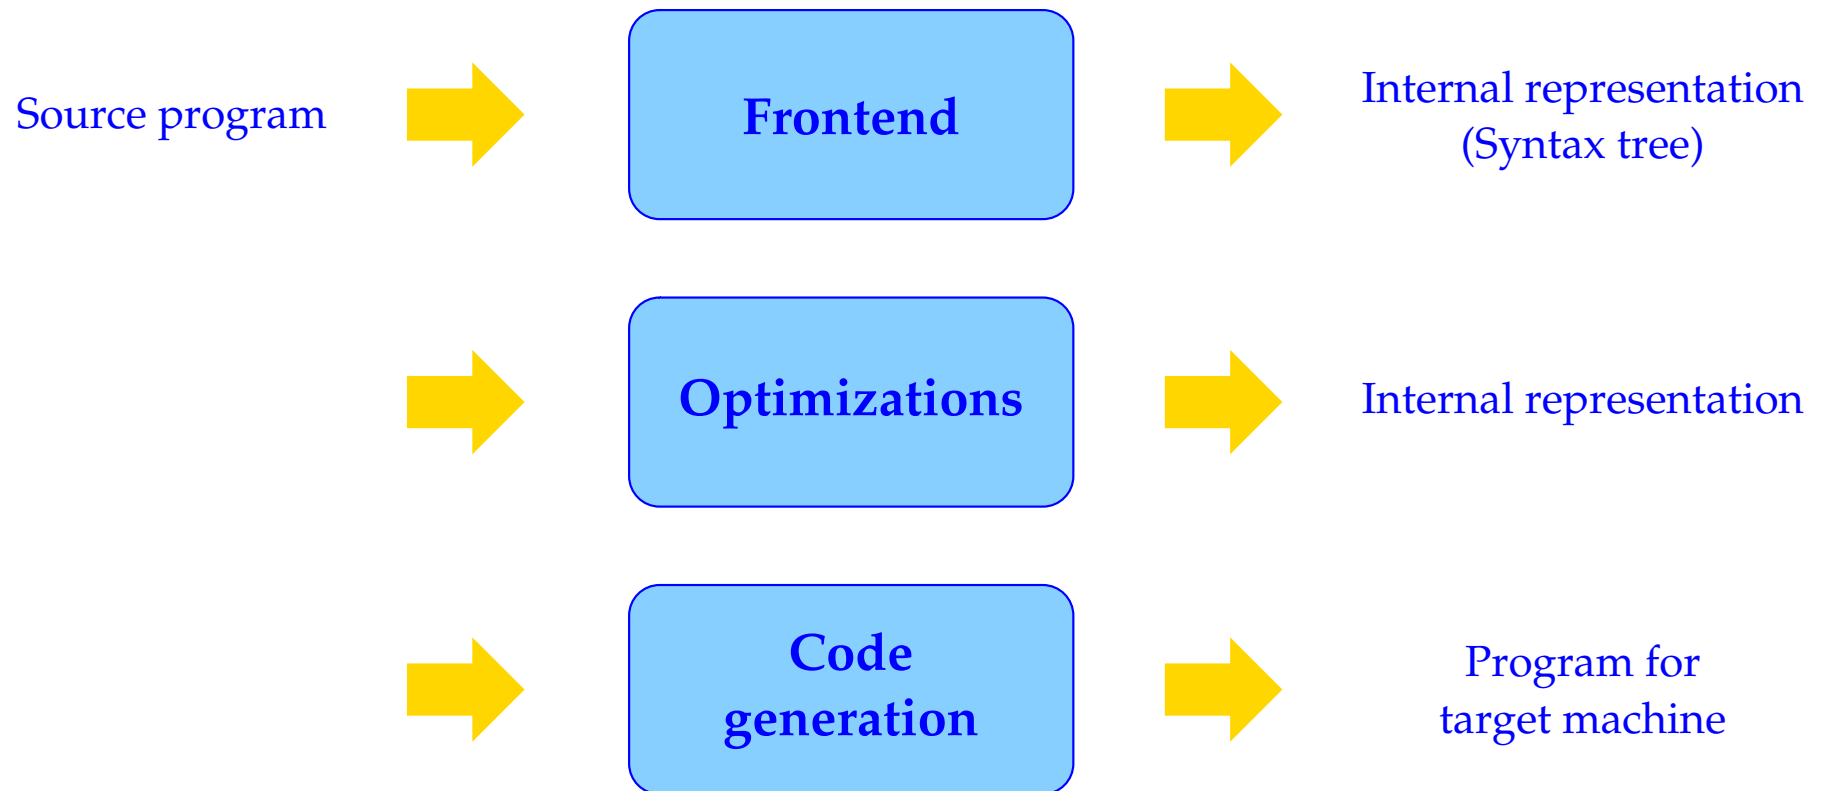 Source program
Frontend
Internal representation
(Syntax tree)
Optimizations
Internal representation
Code
generation
Program for
target machine